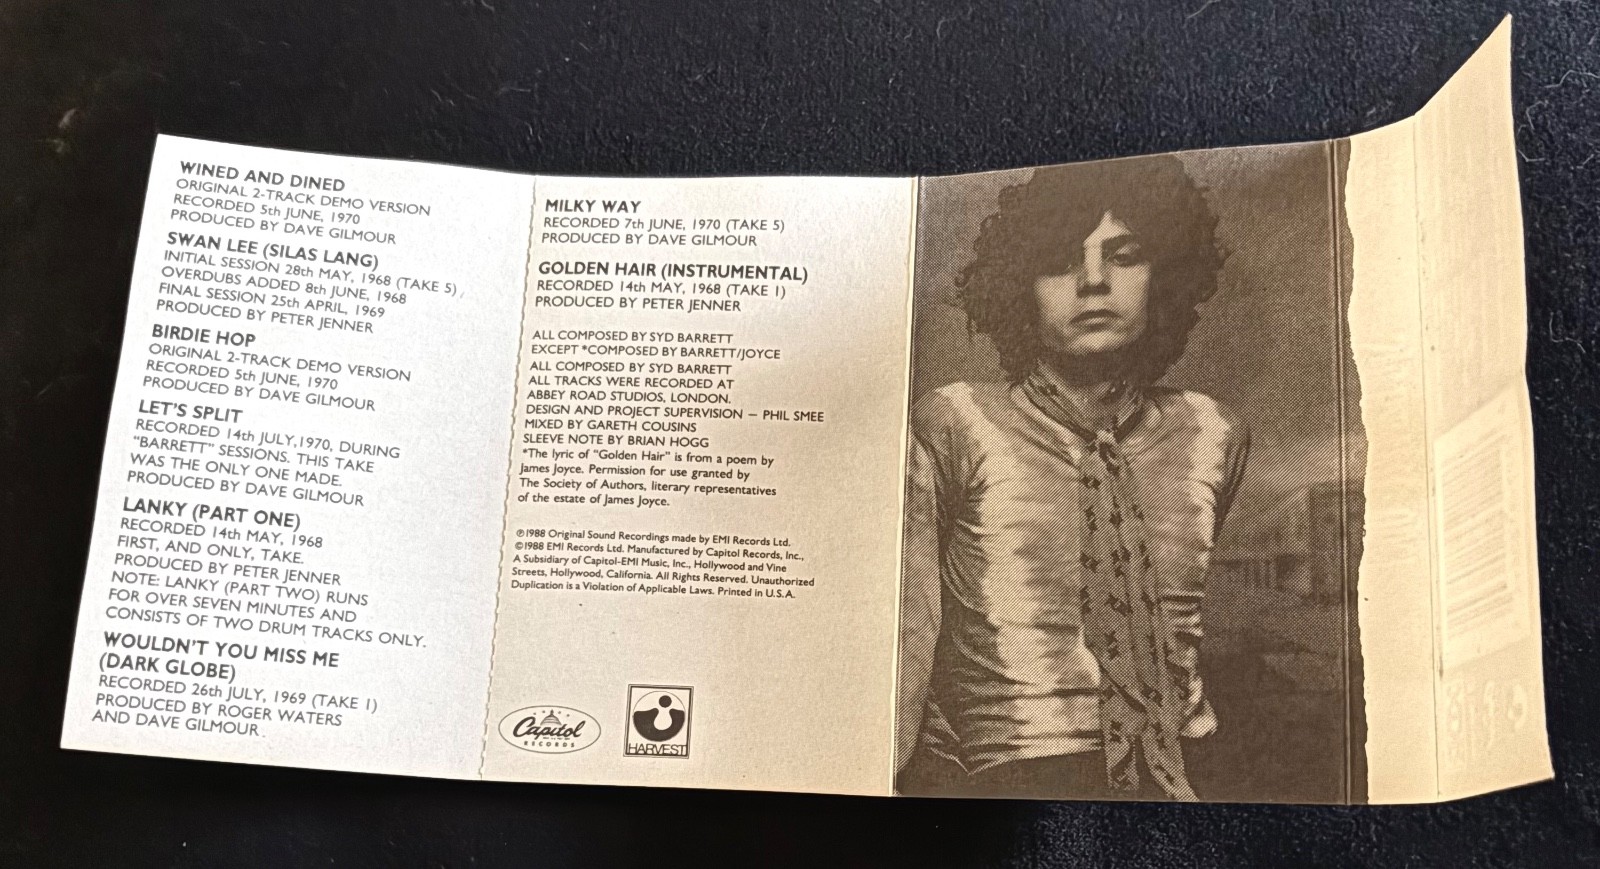 WINED AND DINED
ORIGINAL 2-TRACK DEMO VERSION
RECORDED 5th JUNE, 1970
PRODUCED BY DAVE GILMOUR
SWAN LEE (SILAS LANG)
INITIAL SESSION 28th MAY, 1968 (TAKE 5),
OVERDUBS ADDED 8th JUNE, 1968
FINAL SESSION 25th APRIL, 1969
PRODUCED BY PETER JENNER
BIRDIE HOP
ORIGINAL 2-TRACK DEMO VERSION
RECORDED 5th JUNE, 1970
PRODUCED BY DAVE GILMOUR
LET'S SPLIT
RECORDED 14th JULY,1970, DURING
"BARRETT" SESSIONS. THIS TAKE
WAS THE ONLY ONE MADE.
PRODUCED BY DAVE GILMOUR
LANKY (PART ONE)
RECORDED 14th MAY, 1968
FIRST, AND ONLY, TAKE.
PRODUCED BY PETER JENNER
NOTE: LANKY (PART TWO) RUNS
FOR OVER SEVEN MINUTES AND
CONSISTS OF TWO DRUM TRACKS ONLY.
WOULDN'T YOU MISS ME
(DARK GLOBE)
RECORDED 26th JULY, 1969 (TAKE 1)
PRODUCED BY ROGER WATERS
AND DAVE GILMOUR.
MILKY WAY
RECORDED 7th JUNE, 1970 (TAKE 5)
PRODUCED BY DAVE GILMOUR
GOLDEN HAIR (INSTRUMENTAL)
RECORDED 14th MAY, 1968 (TAKE 1)
PRODUCED BY PETER JENNER
ALL COMPOSED BY SYD BARRETT
EXCEPT *COMPOSED BY BARRETT/JOYCE
ALL COMPOSED BY SYD BARRETT
ALL TRACKS WERE RECORDED AT
ABBEY ROAD STUDIOS, LONDON.
DESIGN AND PROJECT SUPERVISION – PHIL SMEE
MIXED BY GARETH COUSINS
SLEEVE NOTE BY BRIAN HOGG
*The lyric of "Golden Hair" is from a poem by
James Joyce. Permission for use granted by
The Society of Authors, literary representatives
of the estate of James Joyce.
℗1988 Original Sound Recordings made by EMI Records Ltd.
©1988 EMI Records Ltd. Manufactured by Capitol Records, Inc.,
A Subsidiary of Capitol-EMI Music, Inc., Hollywood and Vine
Streets, Hollywood, California. All Rights Reserved. Unauthorized
Duplication is a Violation of Applicable Laws. Printed in U.S.A.
Capitol
RECORDS
HARVEST